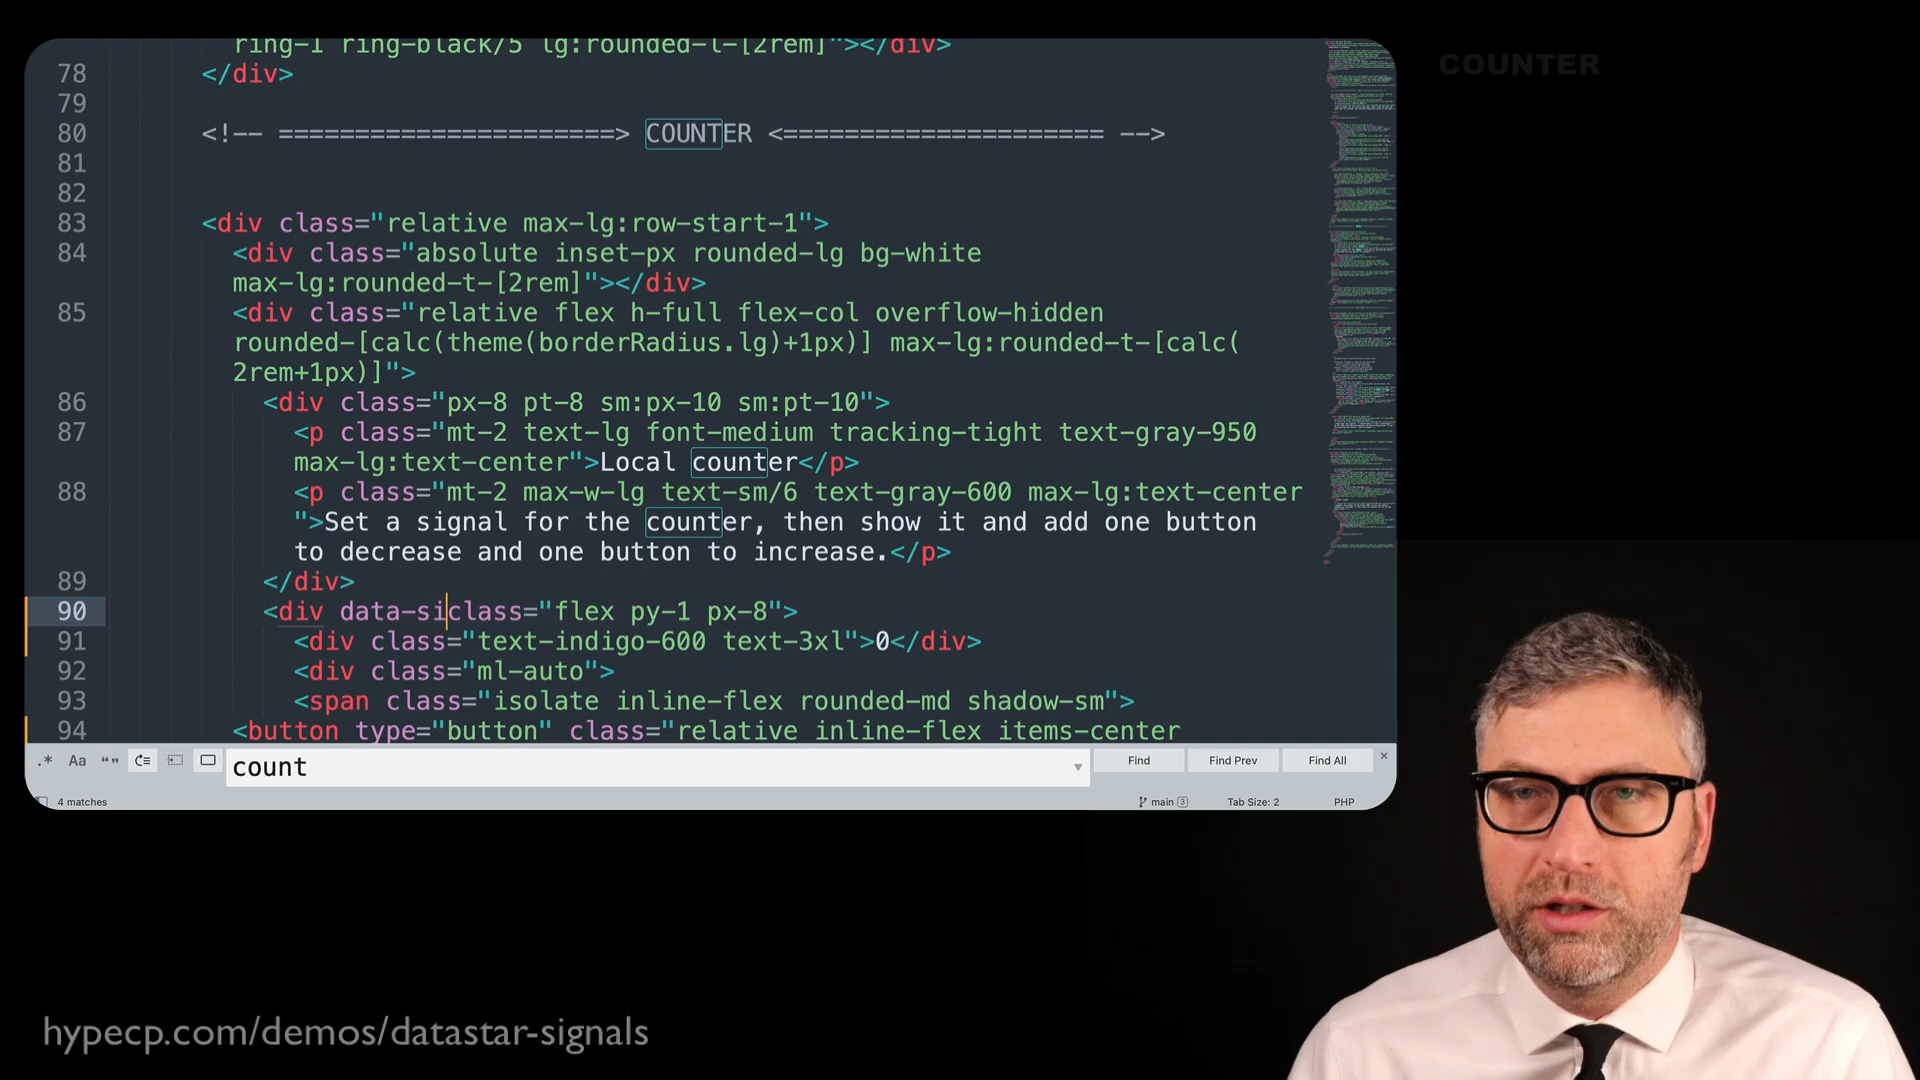 ring-1 ring-black/5 lg:rounded-l-[2rem]"></div>
78 </div>
79
80 <!-- ======================> COUNTER <===================== -->
81
82
83 <div class="relative max-lg:row-start-1">
84 <div class="absolute inset-px rounded-lg bg-white
max-lg:rounded-t-[2rem]"></div>
85 <div class="relative flex h-full flex-col overflow-hidden
rounded-[calc(theme(borderRadius.lg)+1px)] max-lg:rounded-t-[calc(
2rem+1px)]">
86 <div class="px-8 pt-8 sm:px-10 sm:pt-10">
87 <p class="mt-2 text-lg font-medium tracking-tight text-gray-950
max-lg:text-center">Local counter</p>
88 <p class="mt-2 max-w-lg text-sm/6 text-gray-600 max-lg:text-center
">Set a signal for the counter, then show it and add one button
to decrease and one button to increase.</p>
89 </div>
90 <div data-siclass="flex py-1 px-8">
91 <div class="text-indigo-600 text-3xl">0</div>
92 <div class="ml-auto">
93 <span class="isolate inline-flex rounded-md shadow-sm">
94 <button type="button" class="relative inline-flex items-center
.* Aa “” count Find Find Prev Find All ×
4 matches main 3 Tab Size: 2 PHP
COUNTER
hypecp.com/demos/datastar-signals